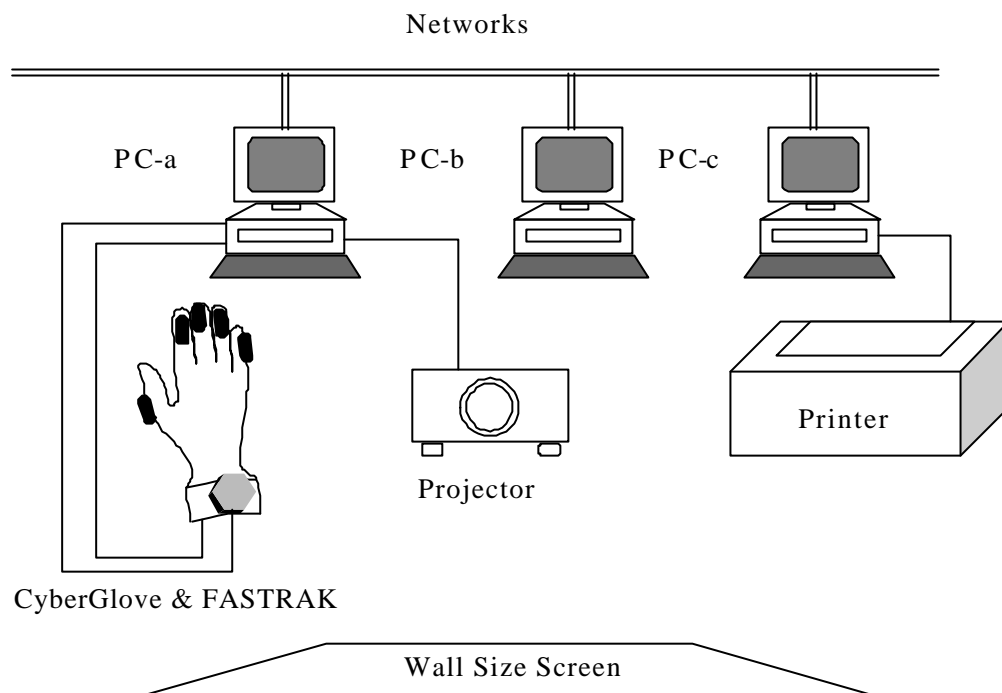 Networks
PC-a
PC-b
PC-c
Printer
Projector
CyberGlove & FASTRAK
Wall Size Screen